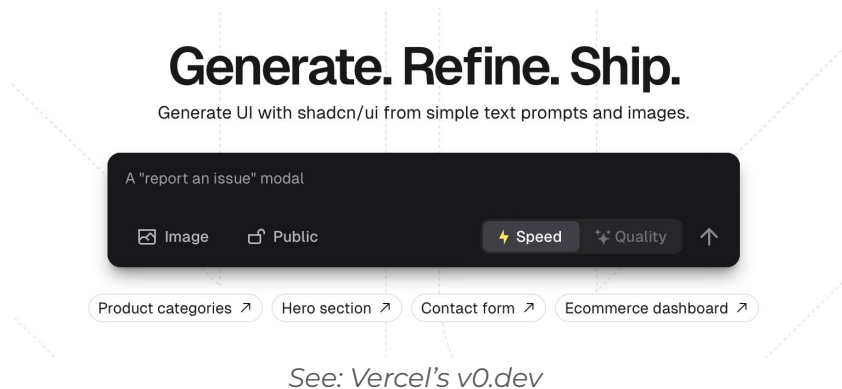 Generate. Refine. Ship.
Generate UI with shadcn/ui from simple text prompts and images.
A "report an issue" modal
Image Public Speed Quality
Product categories Hero section Contact form Ecommerce dashboard
See: Vercel's v0.dev